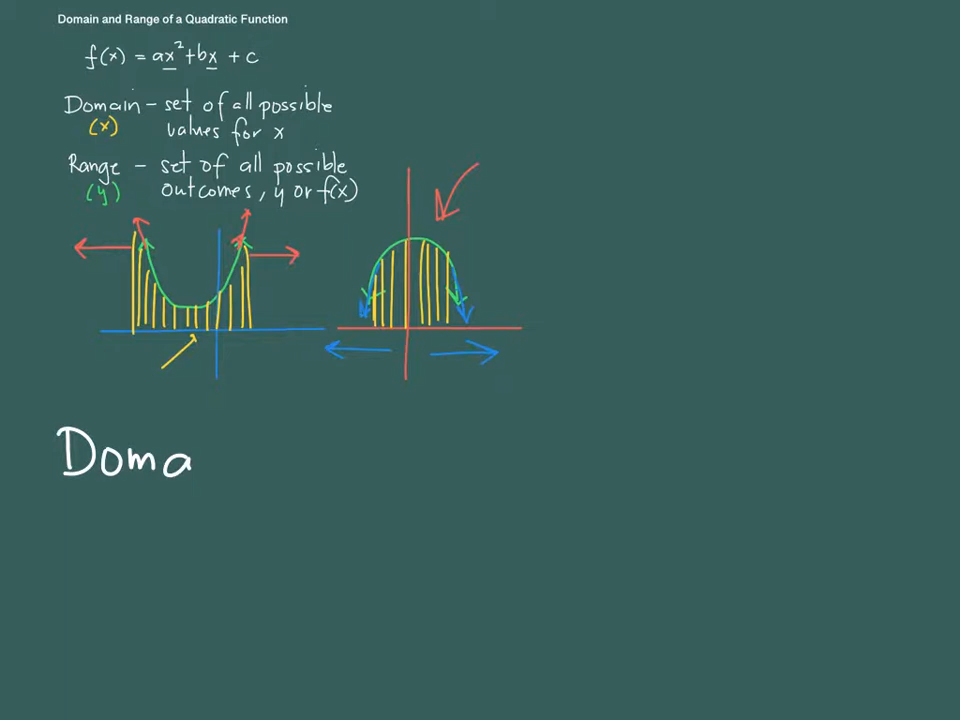 Domain and Range of a Quadratic Function
f(x) = ax²+bx + c
Domain – set of all possible
(x) values for x
Range – set of all possible
(y) outcomes, y or f(x)
Doma